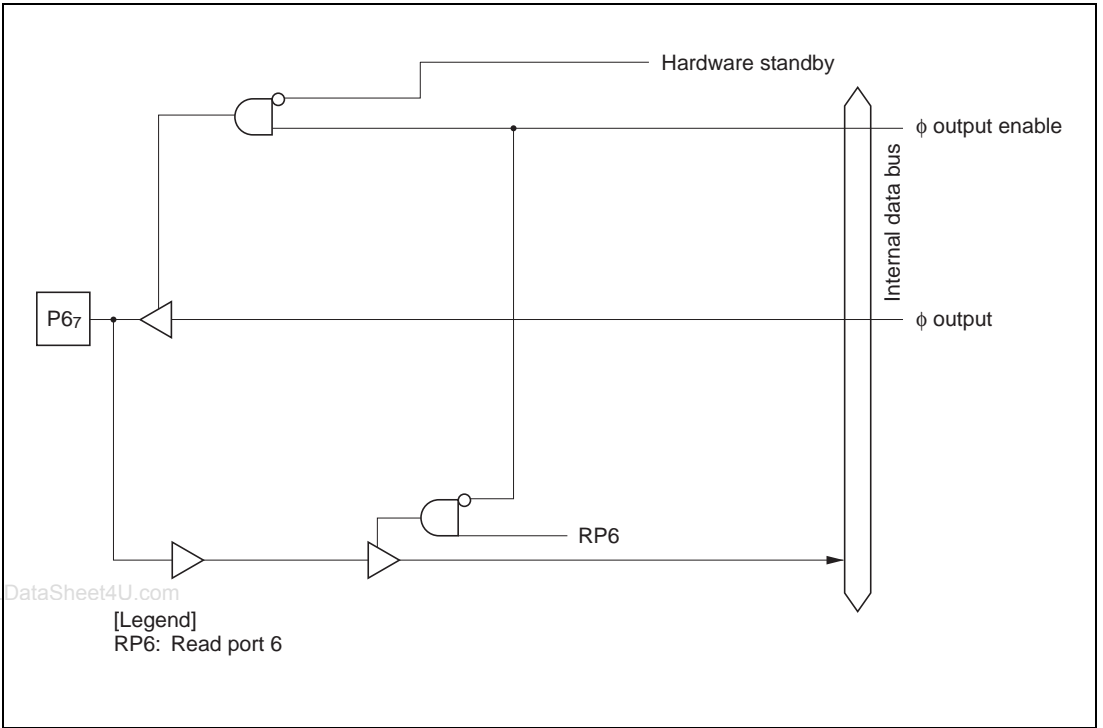 Hardware standby
ϕ output enable
Internal data bus
P67
ϕ output
RP6
DataSheet4U.com
[Legend]
RP6: Read port 6